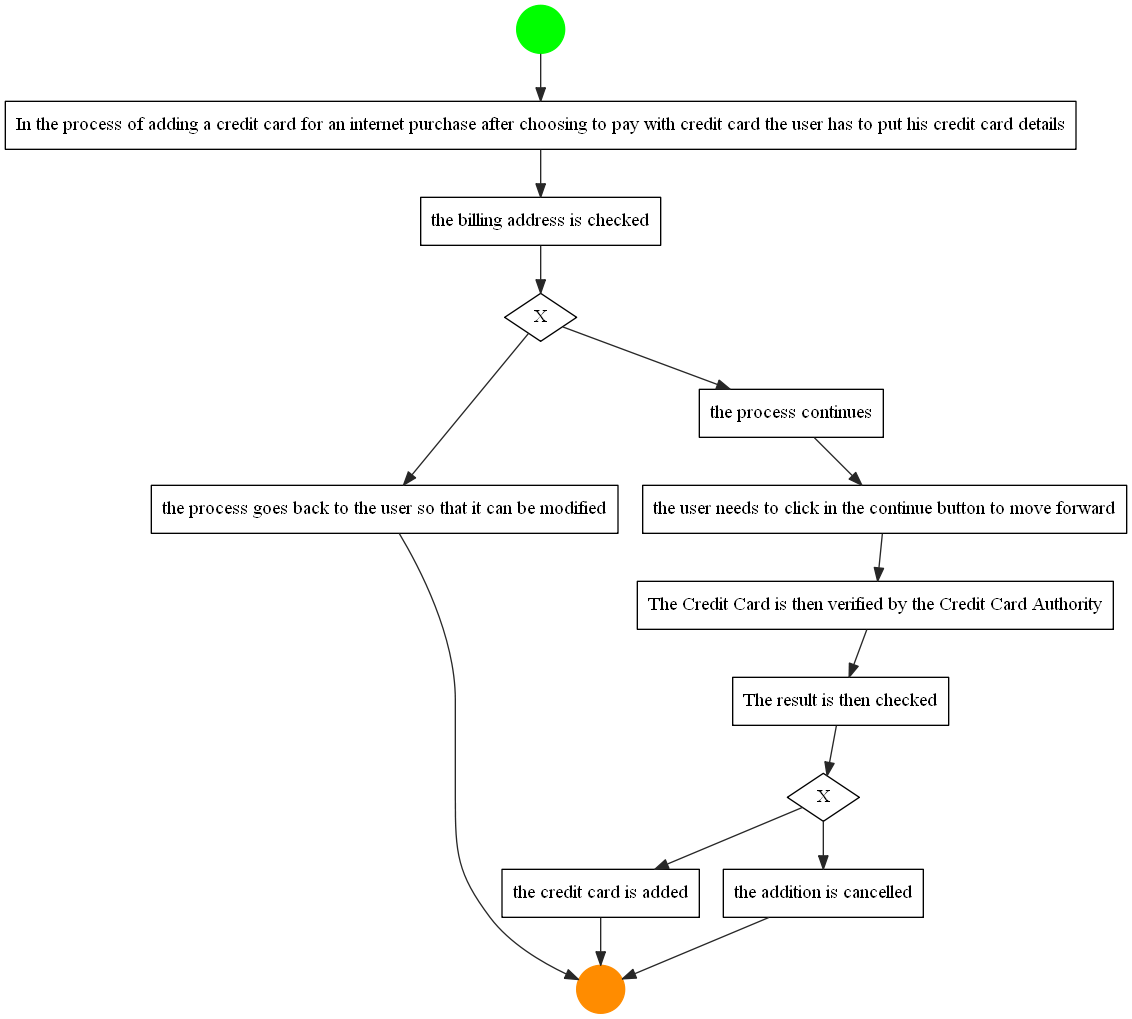 In the process of adding a credit card for an internet purchase after choosing to pay with credit card the user has to put his credit card details
the billing address is checked
X
the process continues
the process goes back to the user so that it can be modified
the user needs to click in the continue button to move forward
The Credit Card is then verified by the Credit Card Authority
The result is then checked
X
the credit card is added
the addition is cancelled